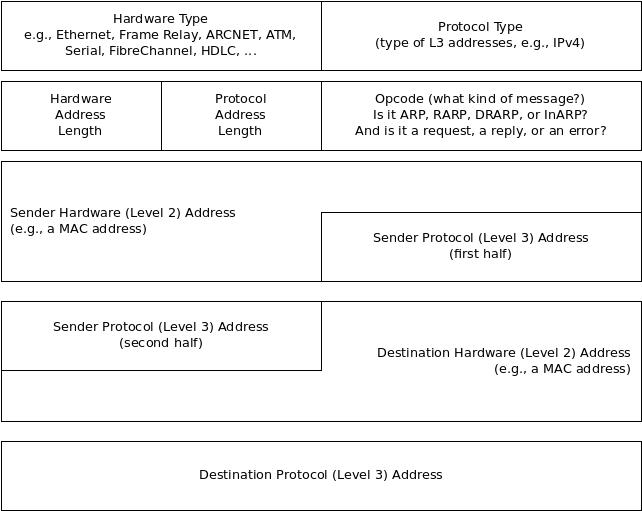 Hardware Type
e.g., Ethernet, Frame Relay, ARCNET, ATM,
Serial, FibreChannel, HDLC, ...
Protocol Type
(type of L3 addresses, e.g., IPv4)
Hardware
Address
Length
Protocol
Address
Length
Opcode (what kind of message?)
Is it ARP, RARP, DRARP, or InARP?
And is it a request, a reply, or an error?
Sender Hardware (Level 2) Address
(e.g., a MAC address)
Sender Protocol (Level 3) Address
(first half)
Sender Protocol (Level 3) Address
(second half)
Destination Hardware (Level 2) Address
(e.g., a MAC address)
Destination Protocol (Level 3) Address